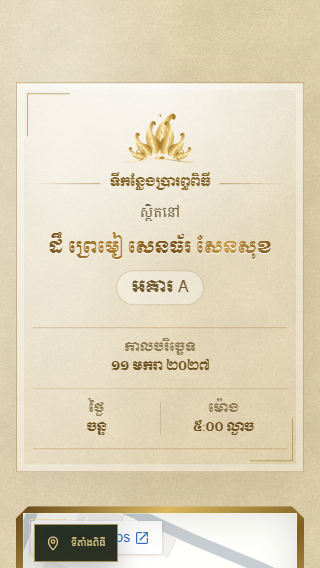 ទីកន្លែងប្រារព្ធពិធី
ស្ថិតនៅ
ដឹ ព្រេមៀ សេនធ័រ សែនសុខ
អគារ A
កាលបរិច្ឆេទ
១១ មករា ២០២៧
ថ្ងៃ
ចន្ទ
ម៉ោង
៥:០០ ល្ងាច
ទីតាំងពិធី